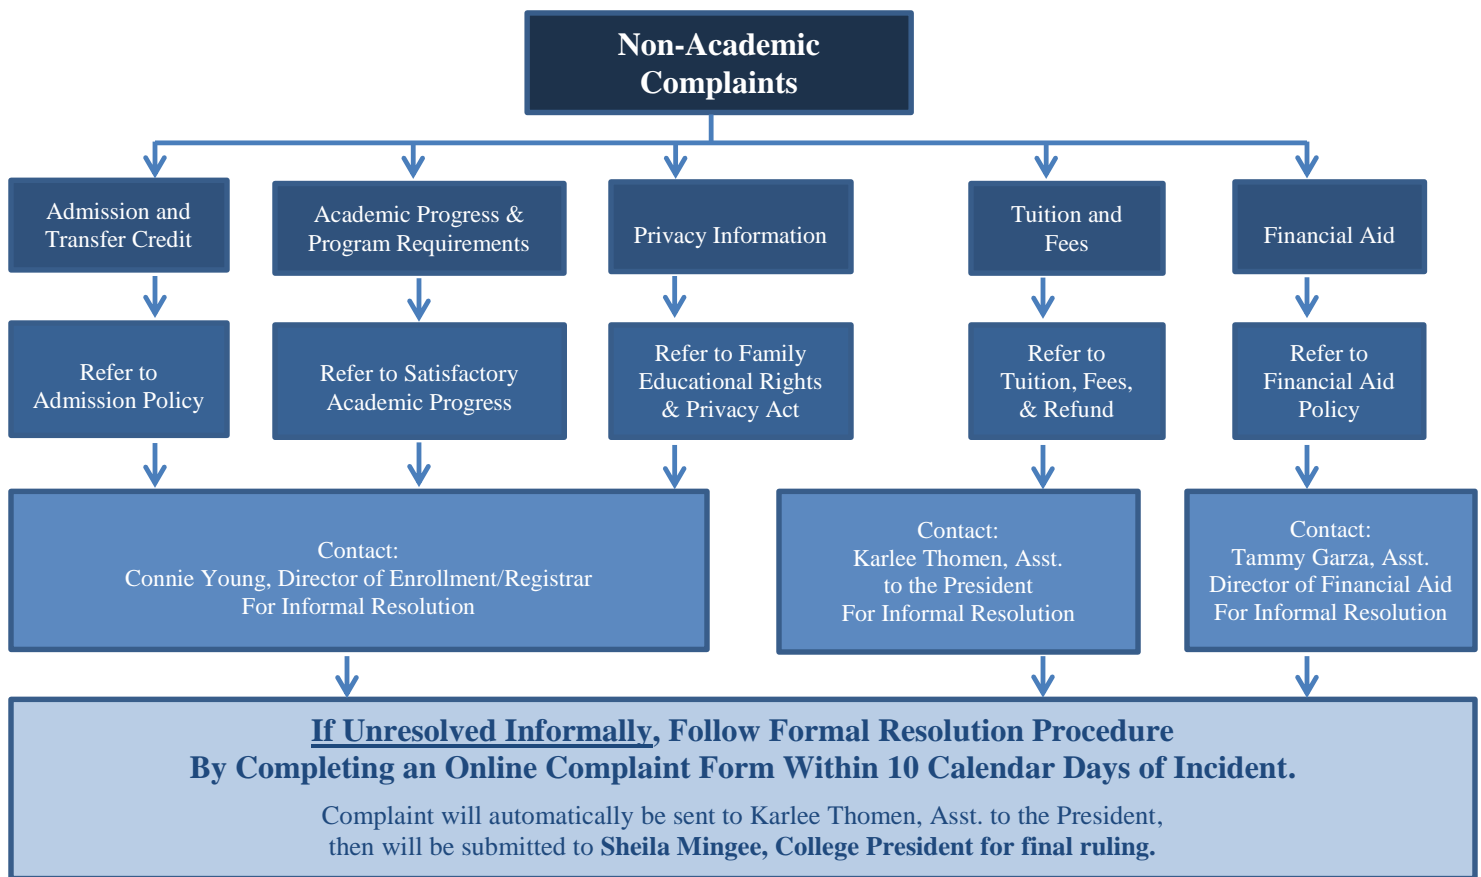 Non-Academic
Complaints
Admission and
Transfer Credit
Academic Progress &
Program Requirements
Privacy Information
Tuition and
Fees
Financial Aid
Refer to
Admission Policy
Refer to Satisfactory
Academic Progress
Refer to Family
Educational Rights
& Privacy Act
Refer to
Tuition, Fees,
& Refund
Refer to
Financial Aid
Policy
Contact:
Connie Young, Director of Enrollment/Registrar
For Informal Resolution
Contact:
Karlee Thomen, Asst.
to the President
For Informal Resolution
Contact:
Tammy Garza, Asst.
Director of Financial Aid
For Informal Resolution
If Unresolved Informally, Follow Formal Resolution Procedure
By Completing an Online Complaint Form Within 10 Calendar Days of Incident.
Complaint will automatically be sent to Karlee Thomen, Asst. to the President,
then will be submitted to Sheila Mingee, College President for final ruling.